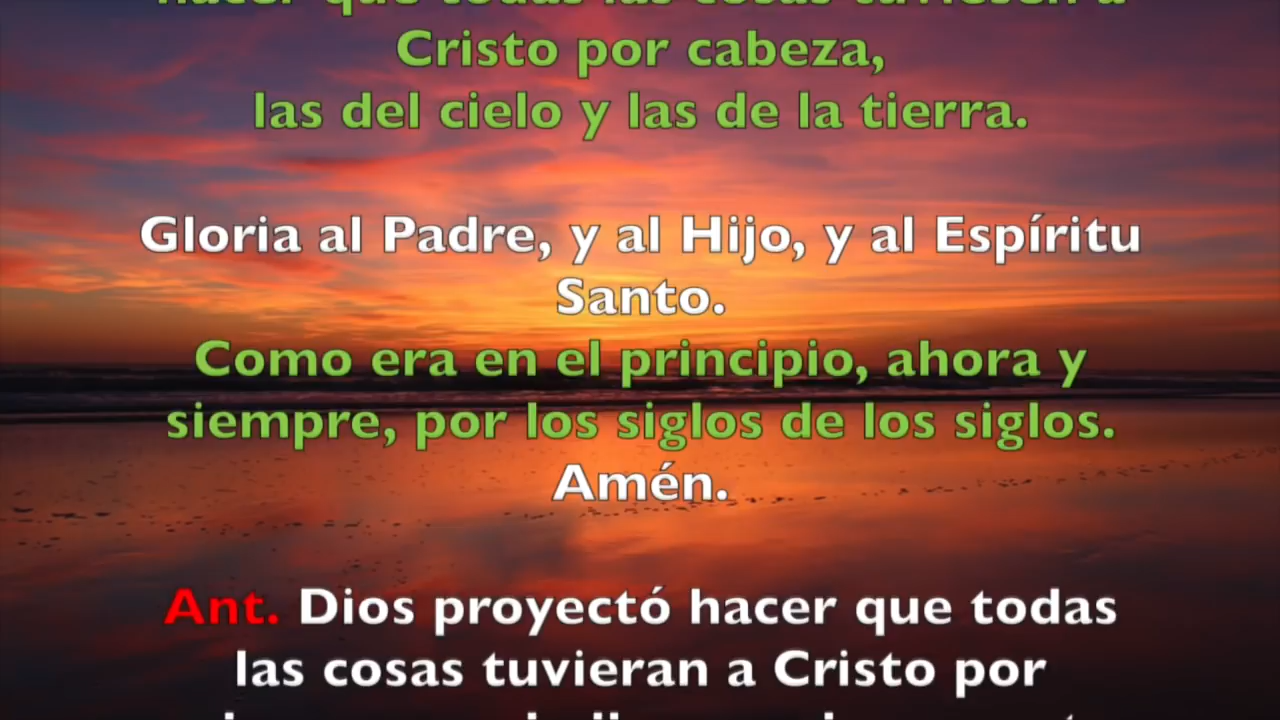 hacer que todas las cosas tuviesen a
Cristo por cabeza,
las del cielo y las de la tierra.
Gloria al Padre, y al Hijo, y al Espíritu
Santo.
Como era en el principio, ahora y
siempre, por los siglos de los siglos.
Amén.
Ant. Dios proyectó hacer que todas
las cosas tuvieran a Cristo por